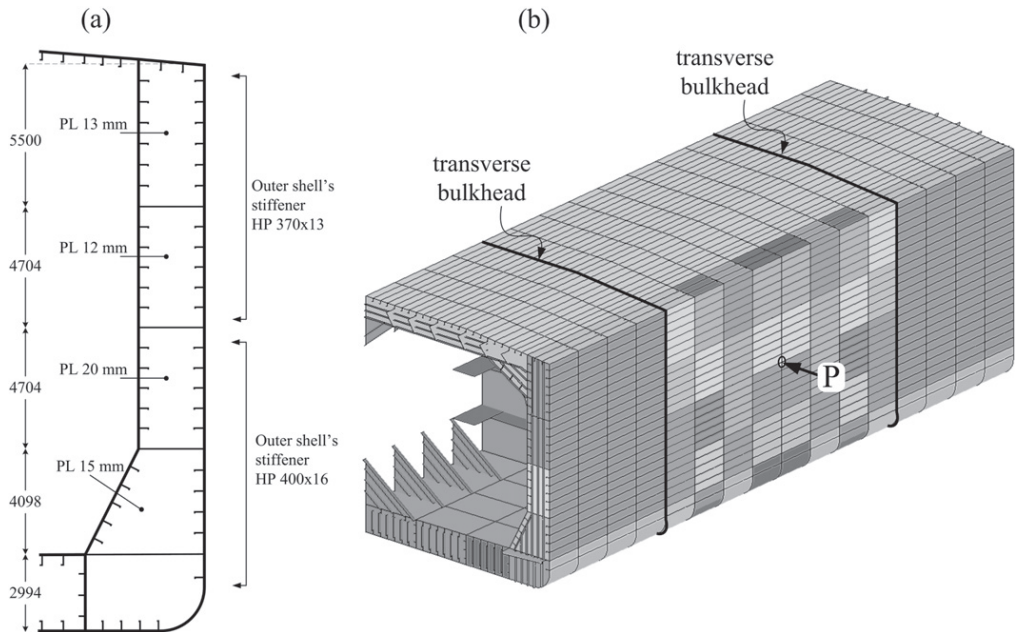 (a)
5500
4704
4704
4098
2994
PL 13 mm
PL 12 mm
PL 20 mm
PL 15 mm
Outer shell's
stiffener
HP 370x13
Outer shell's
stiffener
HP 400x16
(b)
transverse
bulkhead
transverse
bulkhead
P